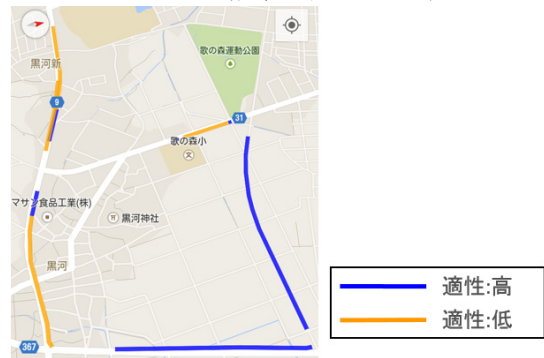 歌の森運動公園
黒河新
9
31
歌の森小
文
マサン食品工業(株)
黒河神社
黒河
367
適性:高
適性:低